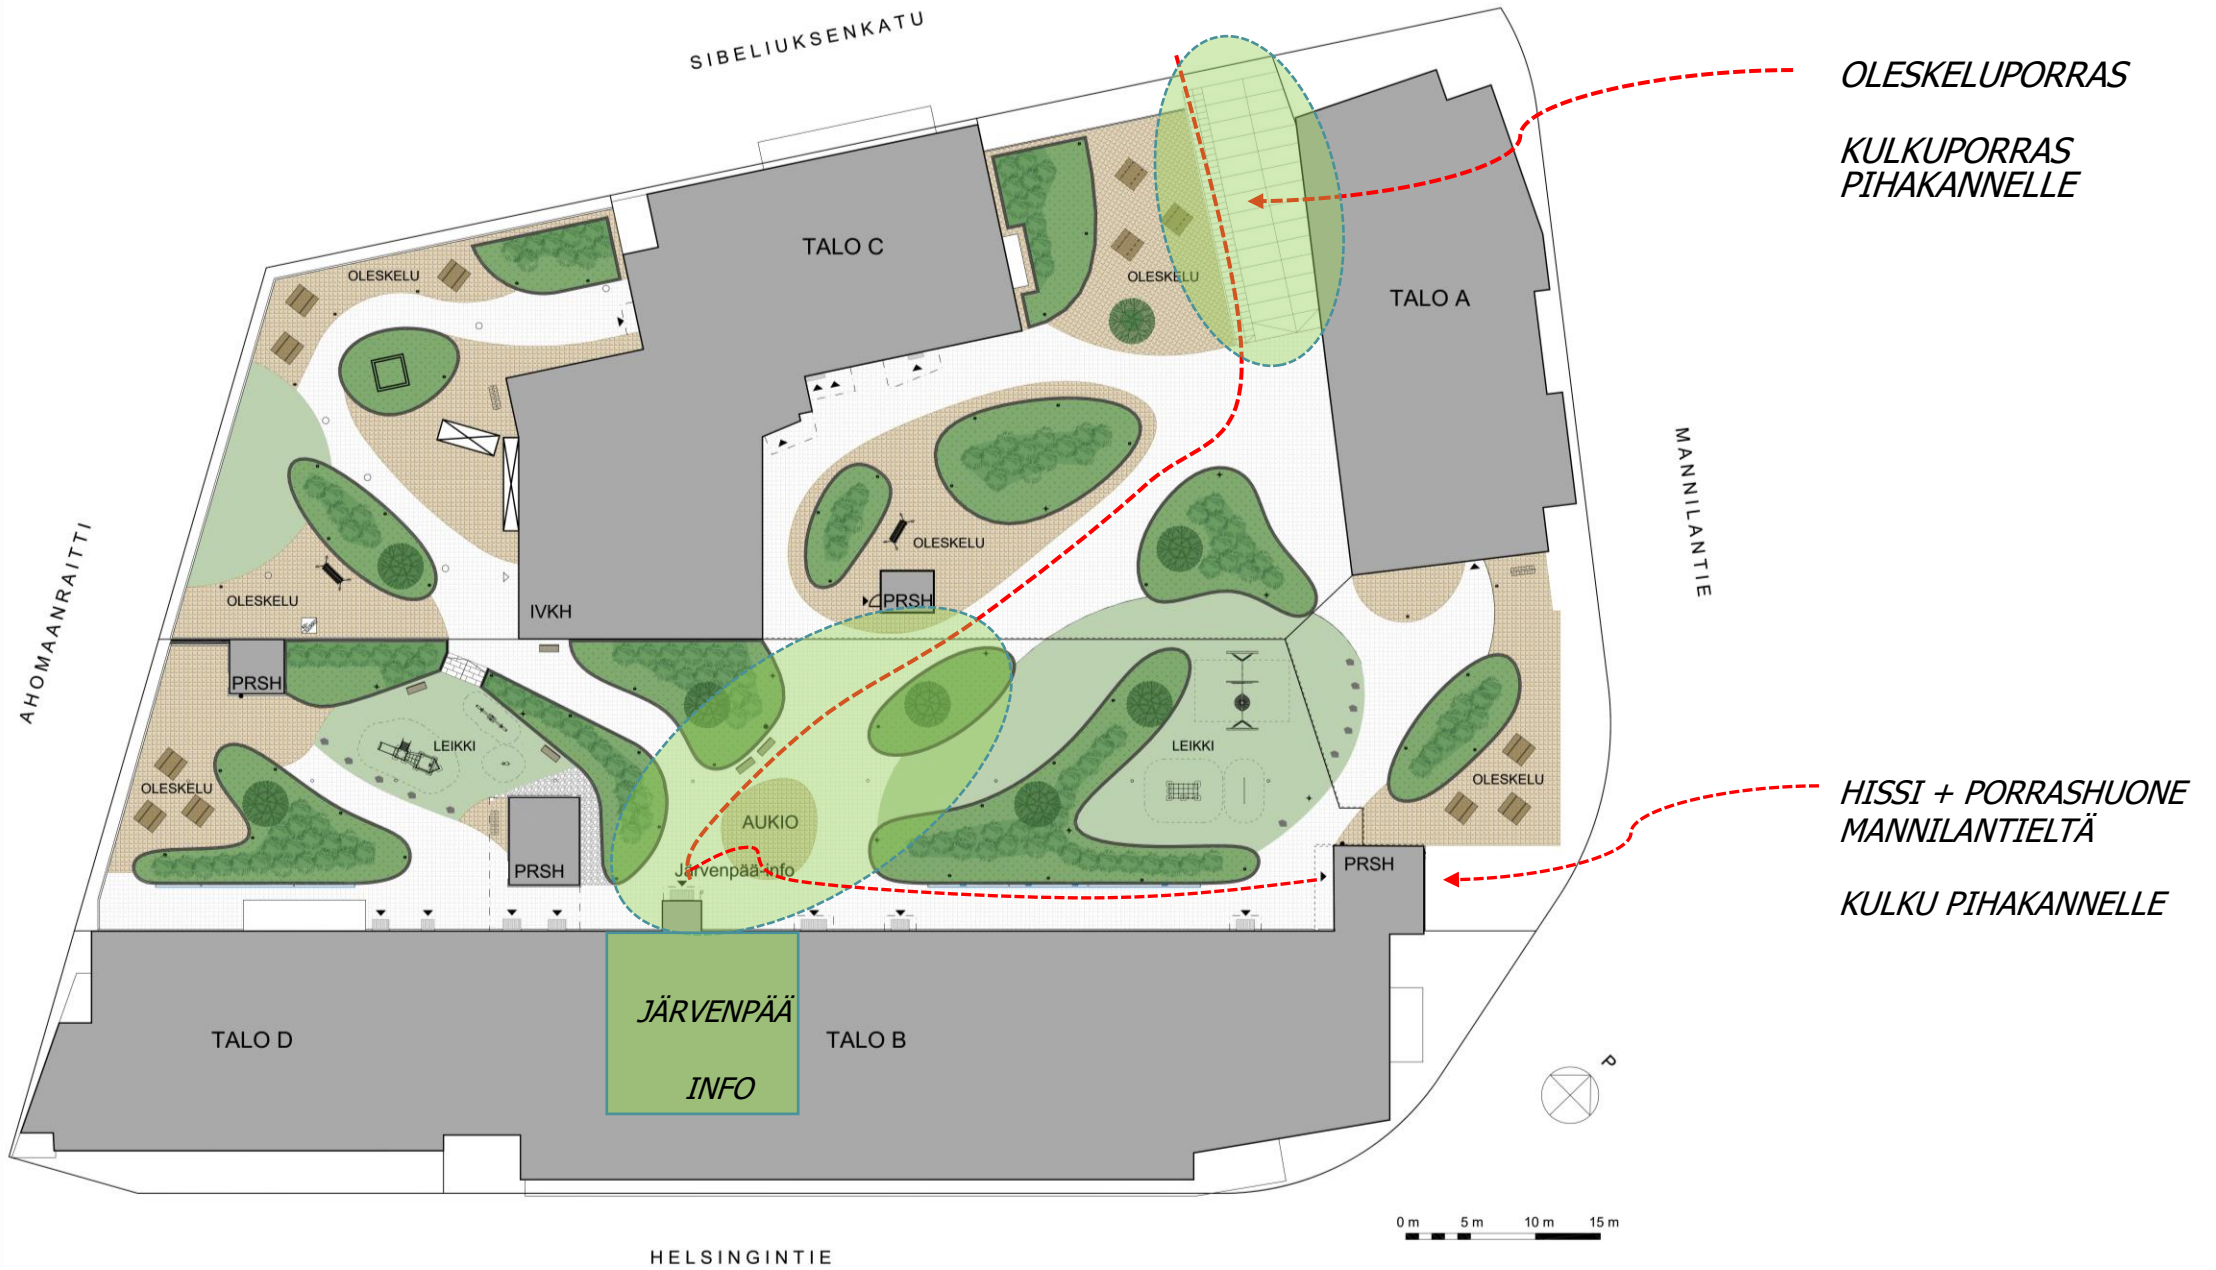 SIBELIUKSENKATU
OLESKELUPORRAS
KULKUPORRAS
PIHAKANNELLE
TALO C
OLESKELU
OLESKELU
TALO A
MANNILANTIE
AHOMAANRAITTI
OLESKELU
OLESKELU
IVKH
PRSH
PRSH
LEIKKI
LEIKKI
OLESKELU
OLESKELU
AUKIO
Järvenpää-info
PRSH
PRSH
HISSI + PORRASHUONE
MANNILANTIELTÄ
KULKU PIHAKANNELLE
JÄRVENPÄÄ
INFO
TALO D
TALO B
P
0 m 5 m 10 m 15 m
HELSINGINTIE